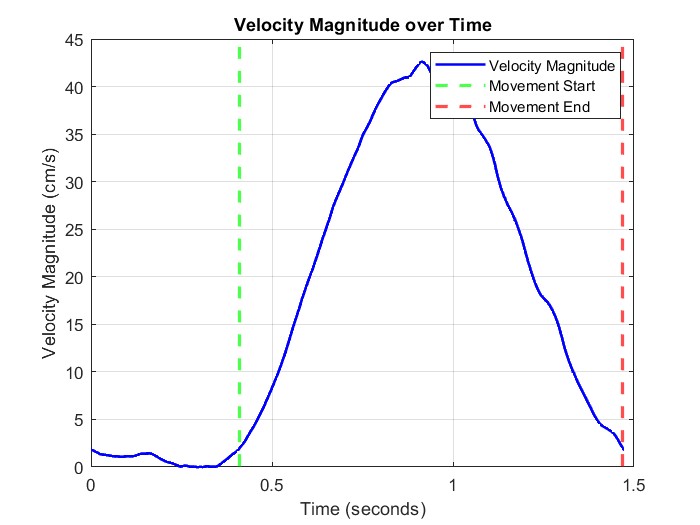 Velocity Magnitude over Time
Velocity Magnitude (cm/s)
45
40
35
30
25
20
15
10
5
0
Velocity Magnitude
Movement Start
Movement End
0
0.5
1
1.5
Time (seconds)